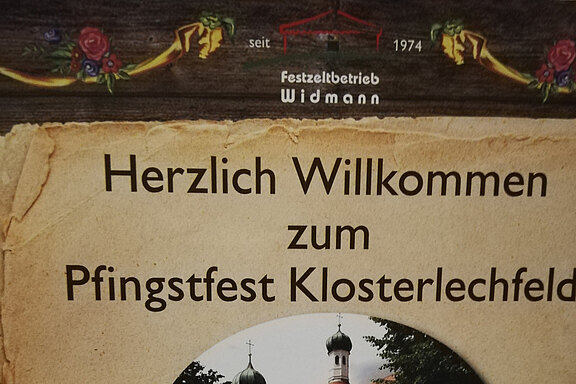 seit 1974
Festzeltbetrieb
Widmann
Herzlich Willkommen
zum
Pfingstfest Klosterlechfeld